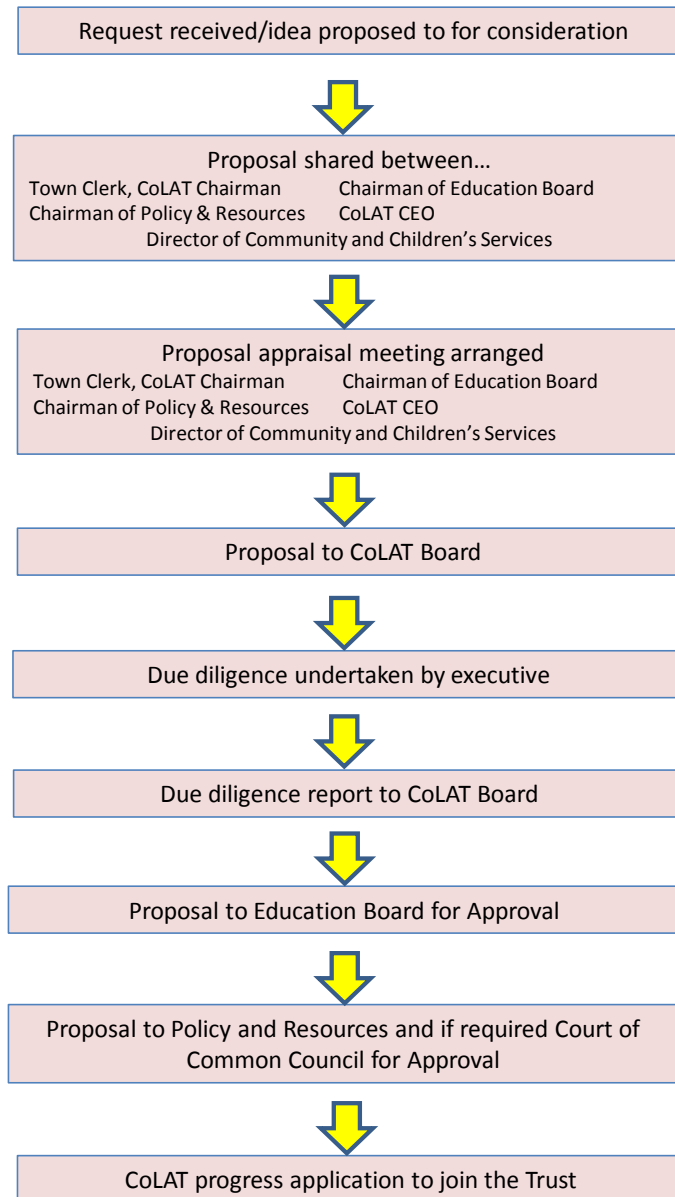 Request received/idea proposed to for consideration
Proposal shared between...
Town Clerk, CoLAT Chairman Chairman of Education Board
Chairman of Policy & Resources CoLAT CEO
Director of Community and Children's Services
Proposal appraisal meeting arranged
Town Clerk, CoLAT Chairman Chairman of Education Board
Chairman of Policy & Resources CoLAT CEO
Director of Community and Children's Services
Proposal to CoLAT Board
Due diligence undertaken by executive
Due diligence report to CoLAT Board
Proposal to Education Board for Approval
Proposal to Policy and Resources and if required Court of
Common Council for Approval
CoLAT progress application to join the Trust